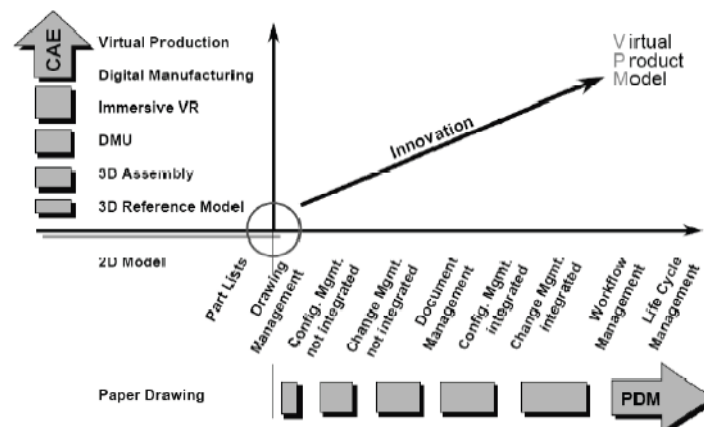 CAE
Virtual Production
Digital Manufacturing
Immersive VR
DMU
3D Assembly
3D Reference Model
2D Model
Innovation
Virtual
Product
Model
Part Lists
Drawing
Management
Config. Mgmt.
not integrated
Change Mgmt.
not integrated
Document
Management
Config. Mgmt.
integrated
Change Mgmt.
integrated
Workflow
Management
Life Cycle
Management
Paper Drawing
PDM